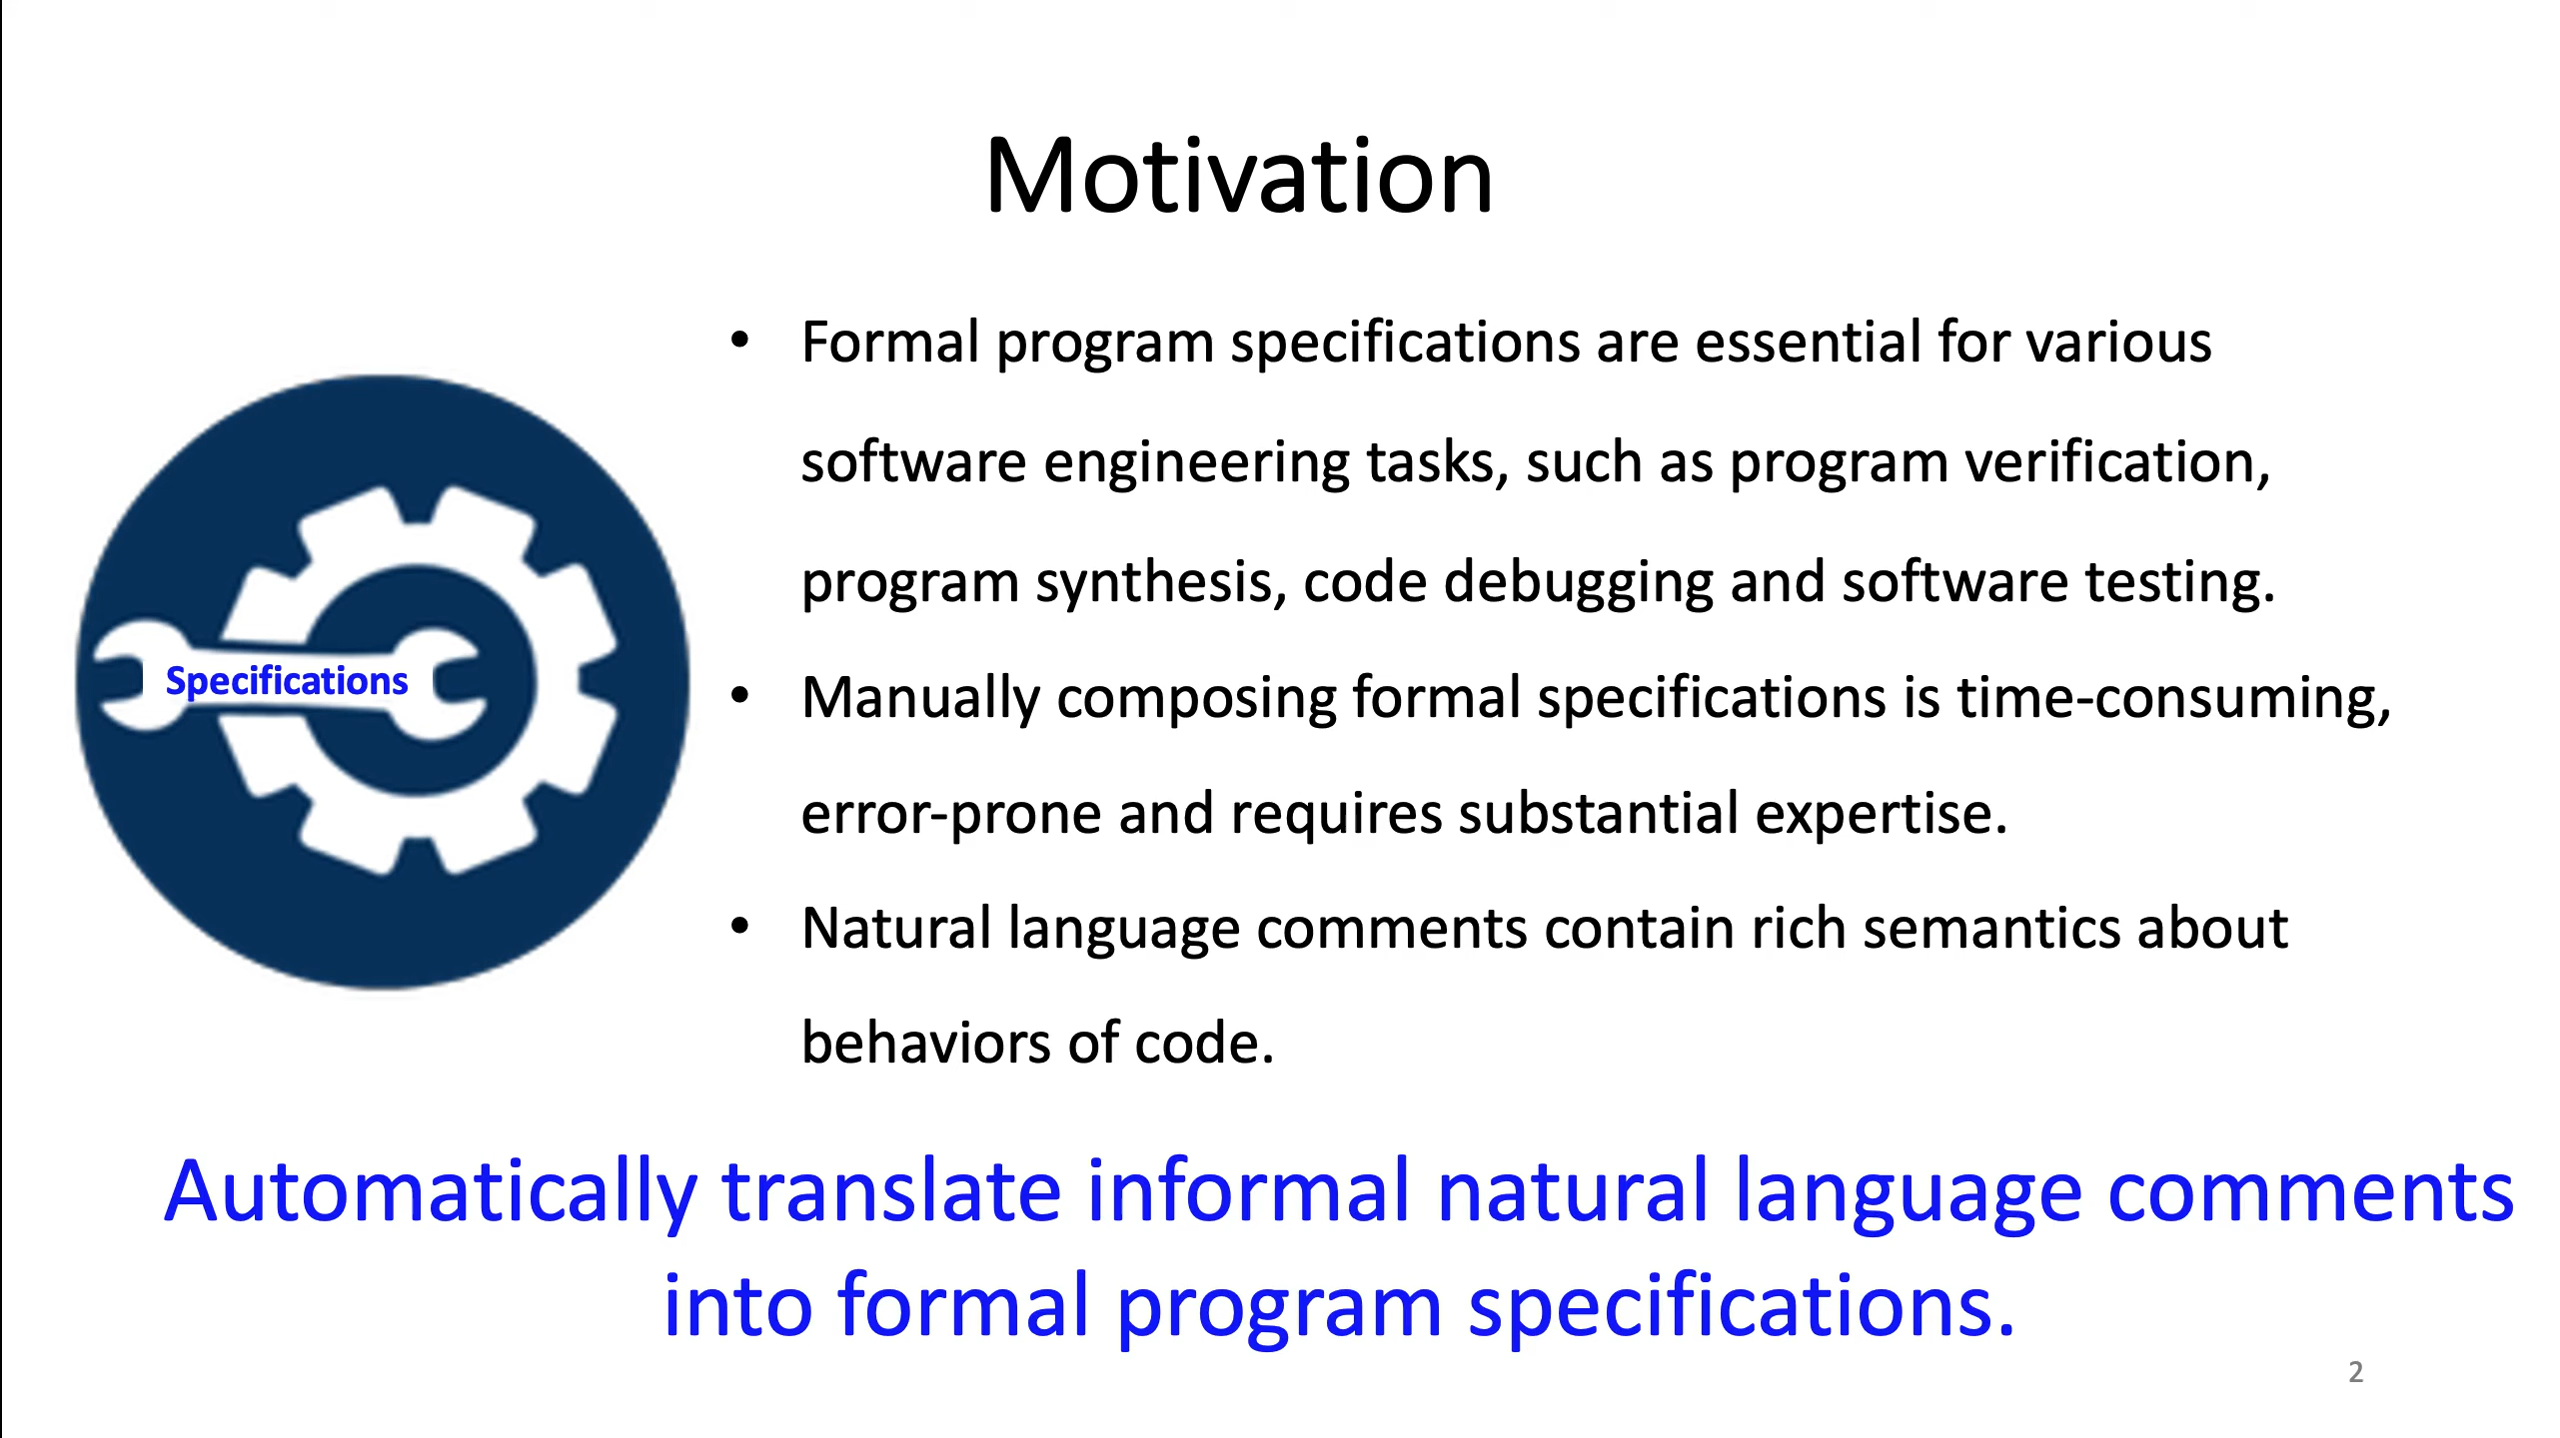 Motivation
• Formal program specifications are essential for various
software engineering tasks, such as program verification,
program synthesis, code debugging and software testing.
Specifications
• Manually composing formal specifications is time-consuming,
error-prone and requires substantial expertise.
• Natural language comments contain rich semantics about
behaviors of code.
Automatically translate informal natural language comments
into formal program specifications.
2